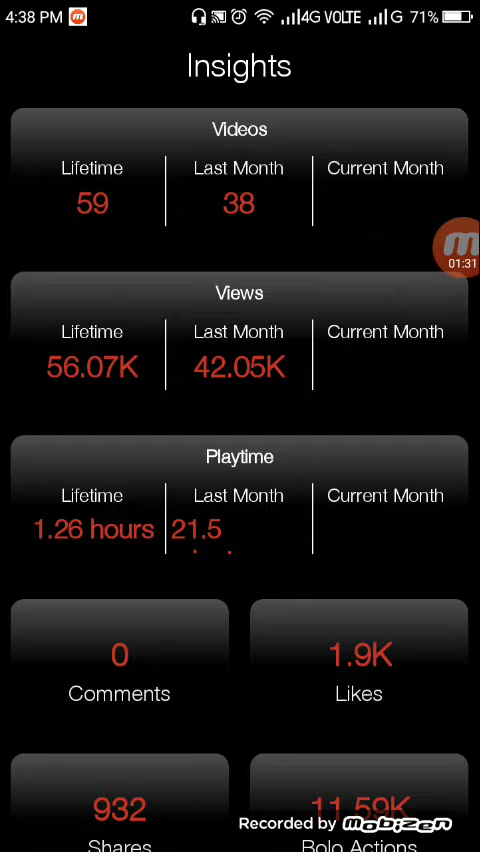 4:38 PM 4G VOLTE G 71%
Insights
Videos
Lifetime Last Month Current Month
59 38
01:31
Views
Lifetime Last Month Current Month
56.07K 42.05K
Playtime
Lifetime Last Month Current Month
1.26 hours 21.5
0 1.9K
Comments Likes
932 11.59K
Recorded by mobizen
Shares Bolo Actions